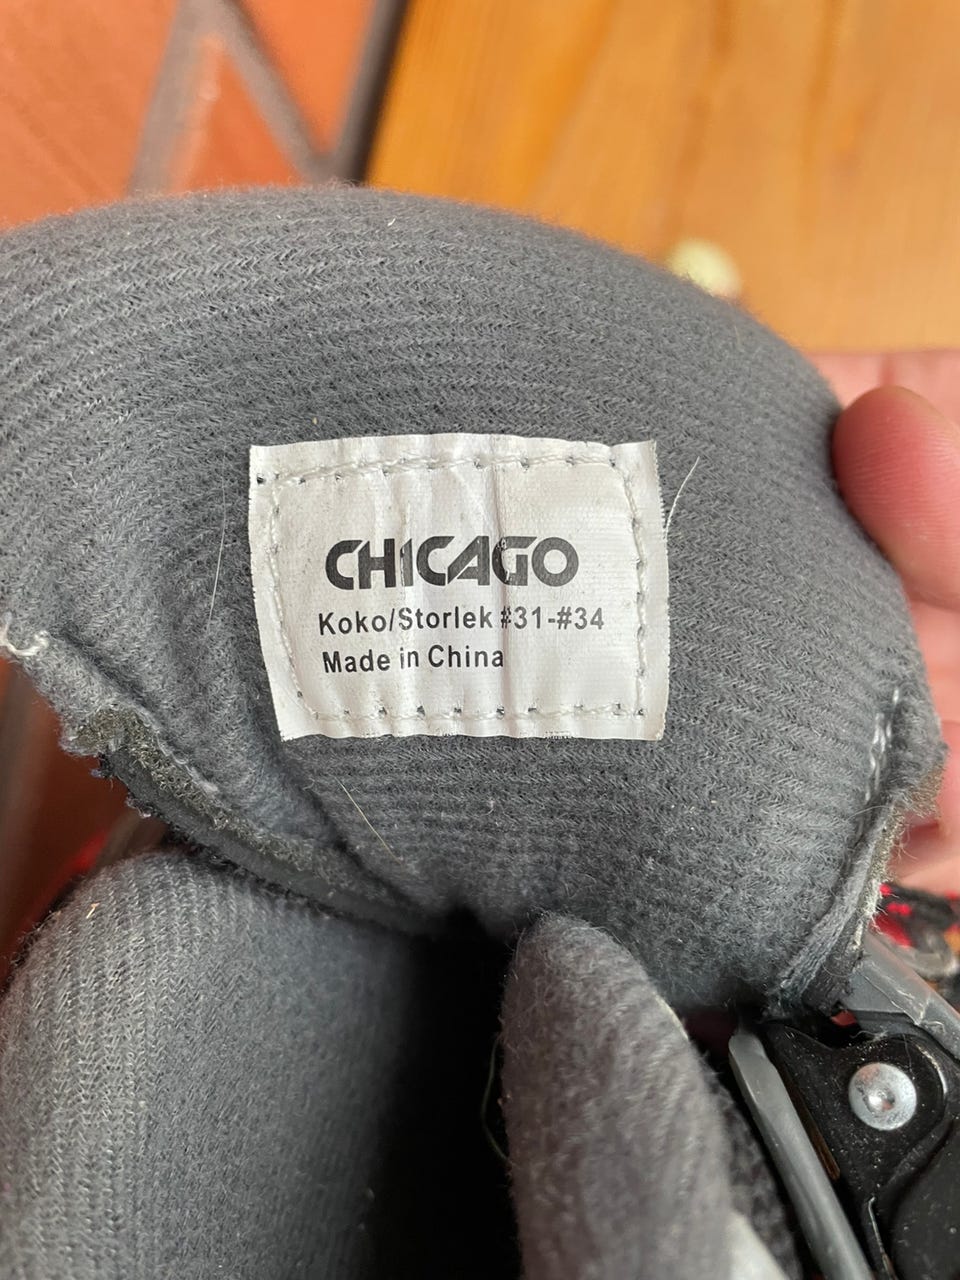 CHICAGO
Koko/Storlek #31-#34
Made in China